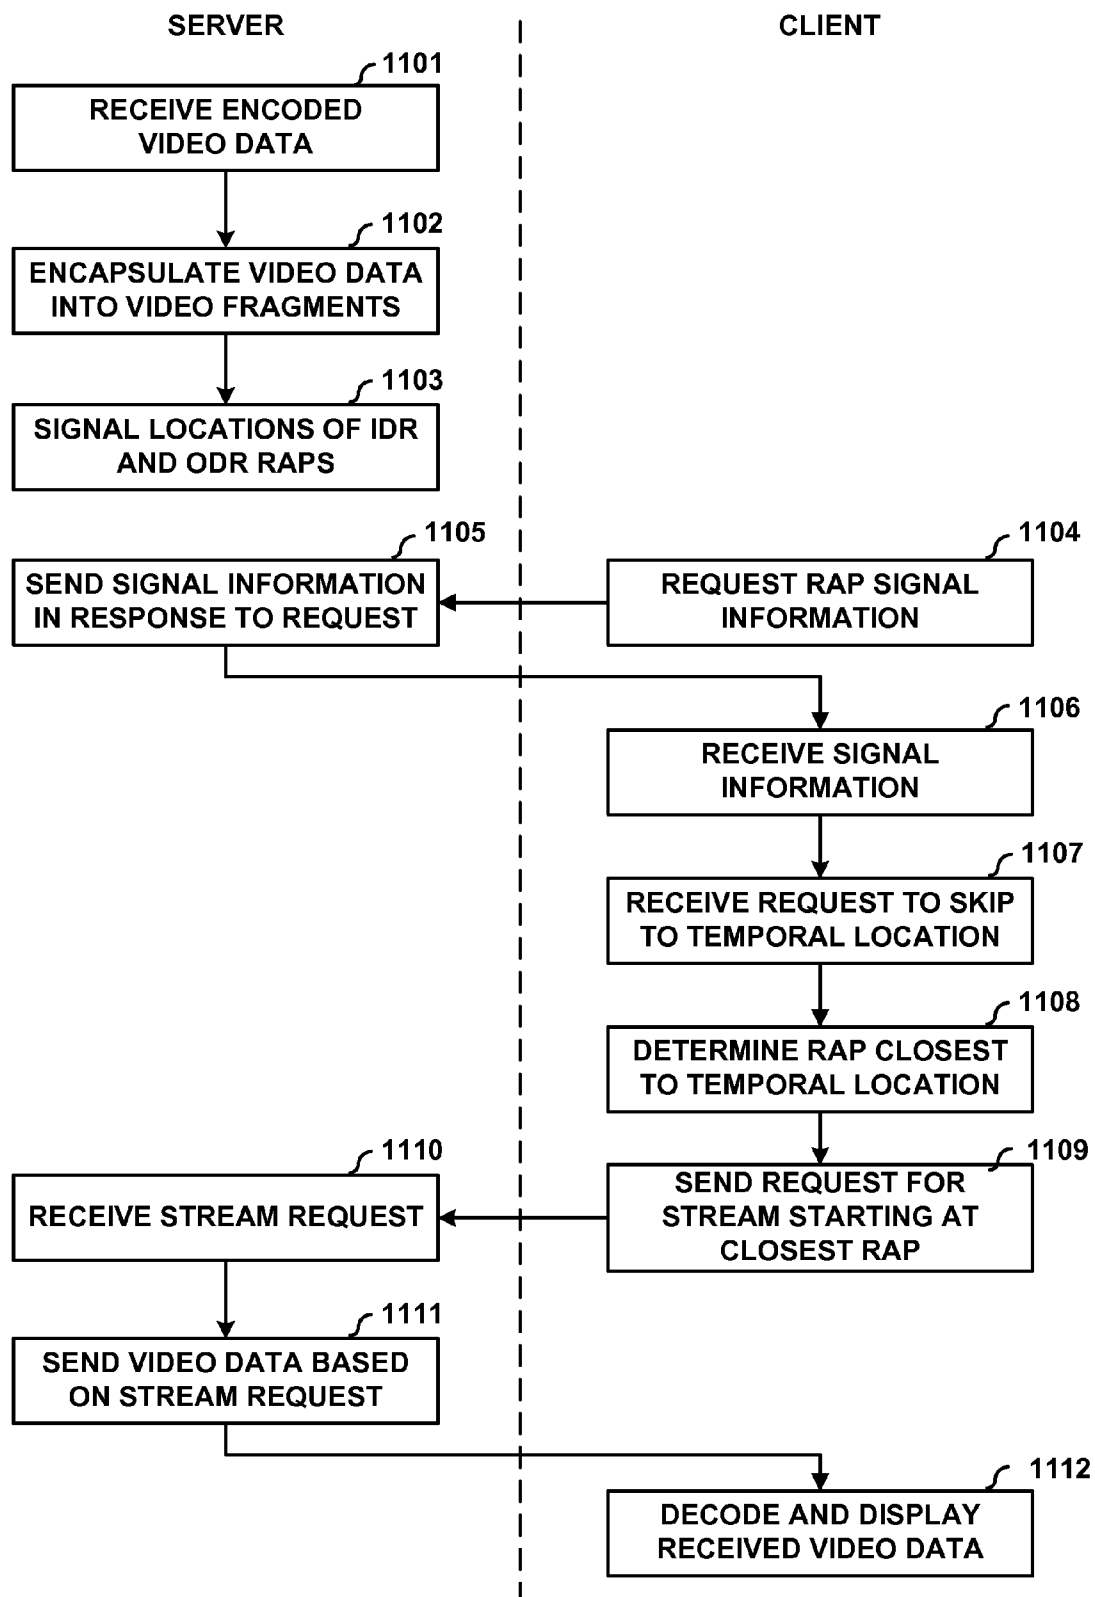 SERVER
CLIENT
1101
RECEIVE ENCODED
VIDEO DATA
1102
ENCAPSULATE VIDEO DATA
INTO VIDEO FRAGMENTS
1103
SIGNAL LOCATIONS OF IDR
AND ODR RAPS
1105
SEND SIGNAL INFORMATION
IN RESPONSE TO REQUEST
1104
REQUEST RAP SIGNAL
INFORMATION
1106
RECEIVE SIGNAL
INFORMATION
1107
RECEIVE REQUEST TO SKIP
TO TEMPORAL LOCATION
1108
DETERMINE RAP CLOSEST
TO TEMPORAL LOCATION
1109
SEND REQUEST FOR
STREAM STARTING AT
CLOSEST RAP
1110
RECEIVE STREAM REQUEST
1111
SEND VIDEO DATA BASED
ON STREAM REQUEST
1112
DECODE AND DISPLAY
RECEIVED VIDEO DATA